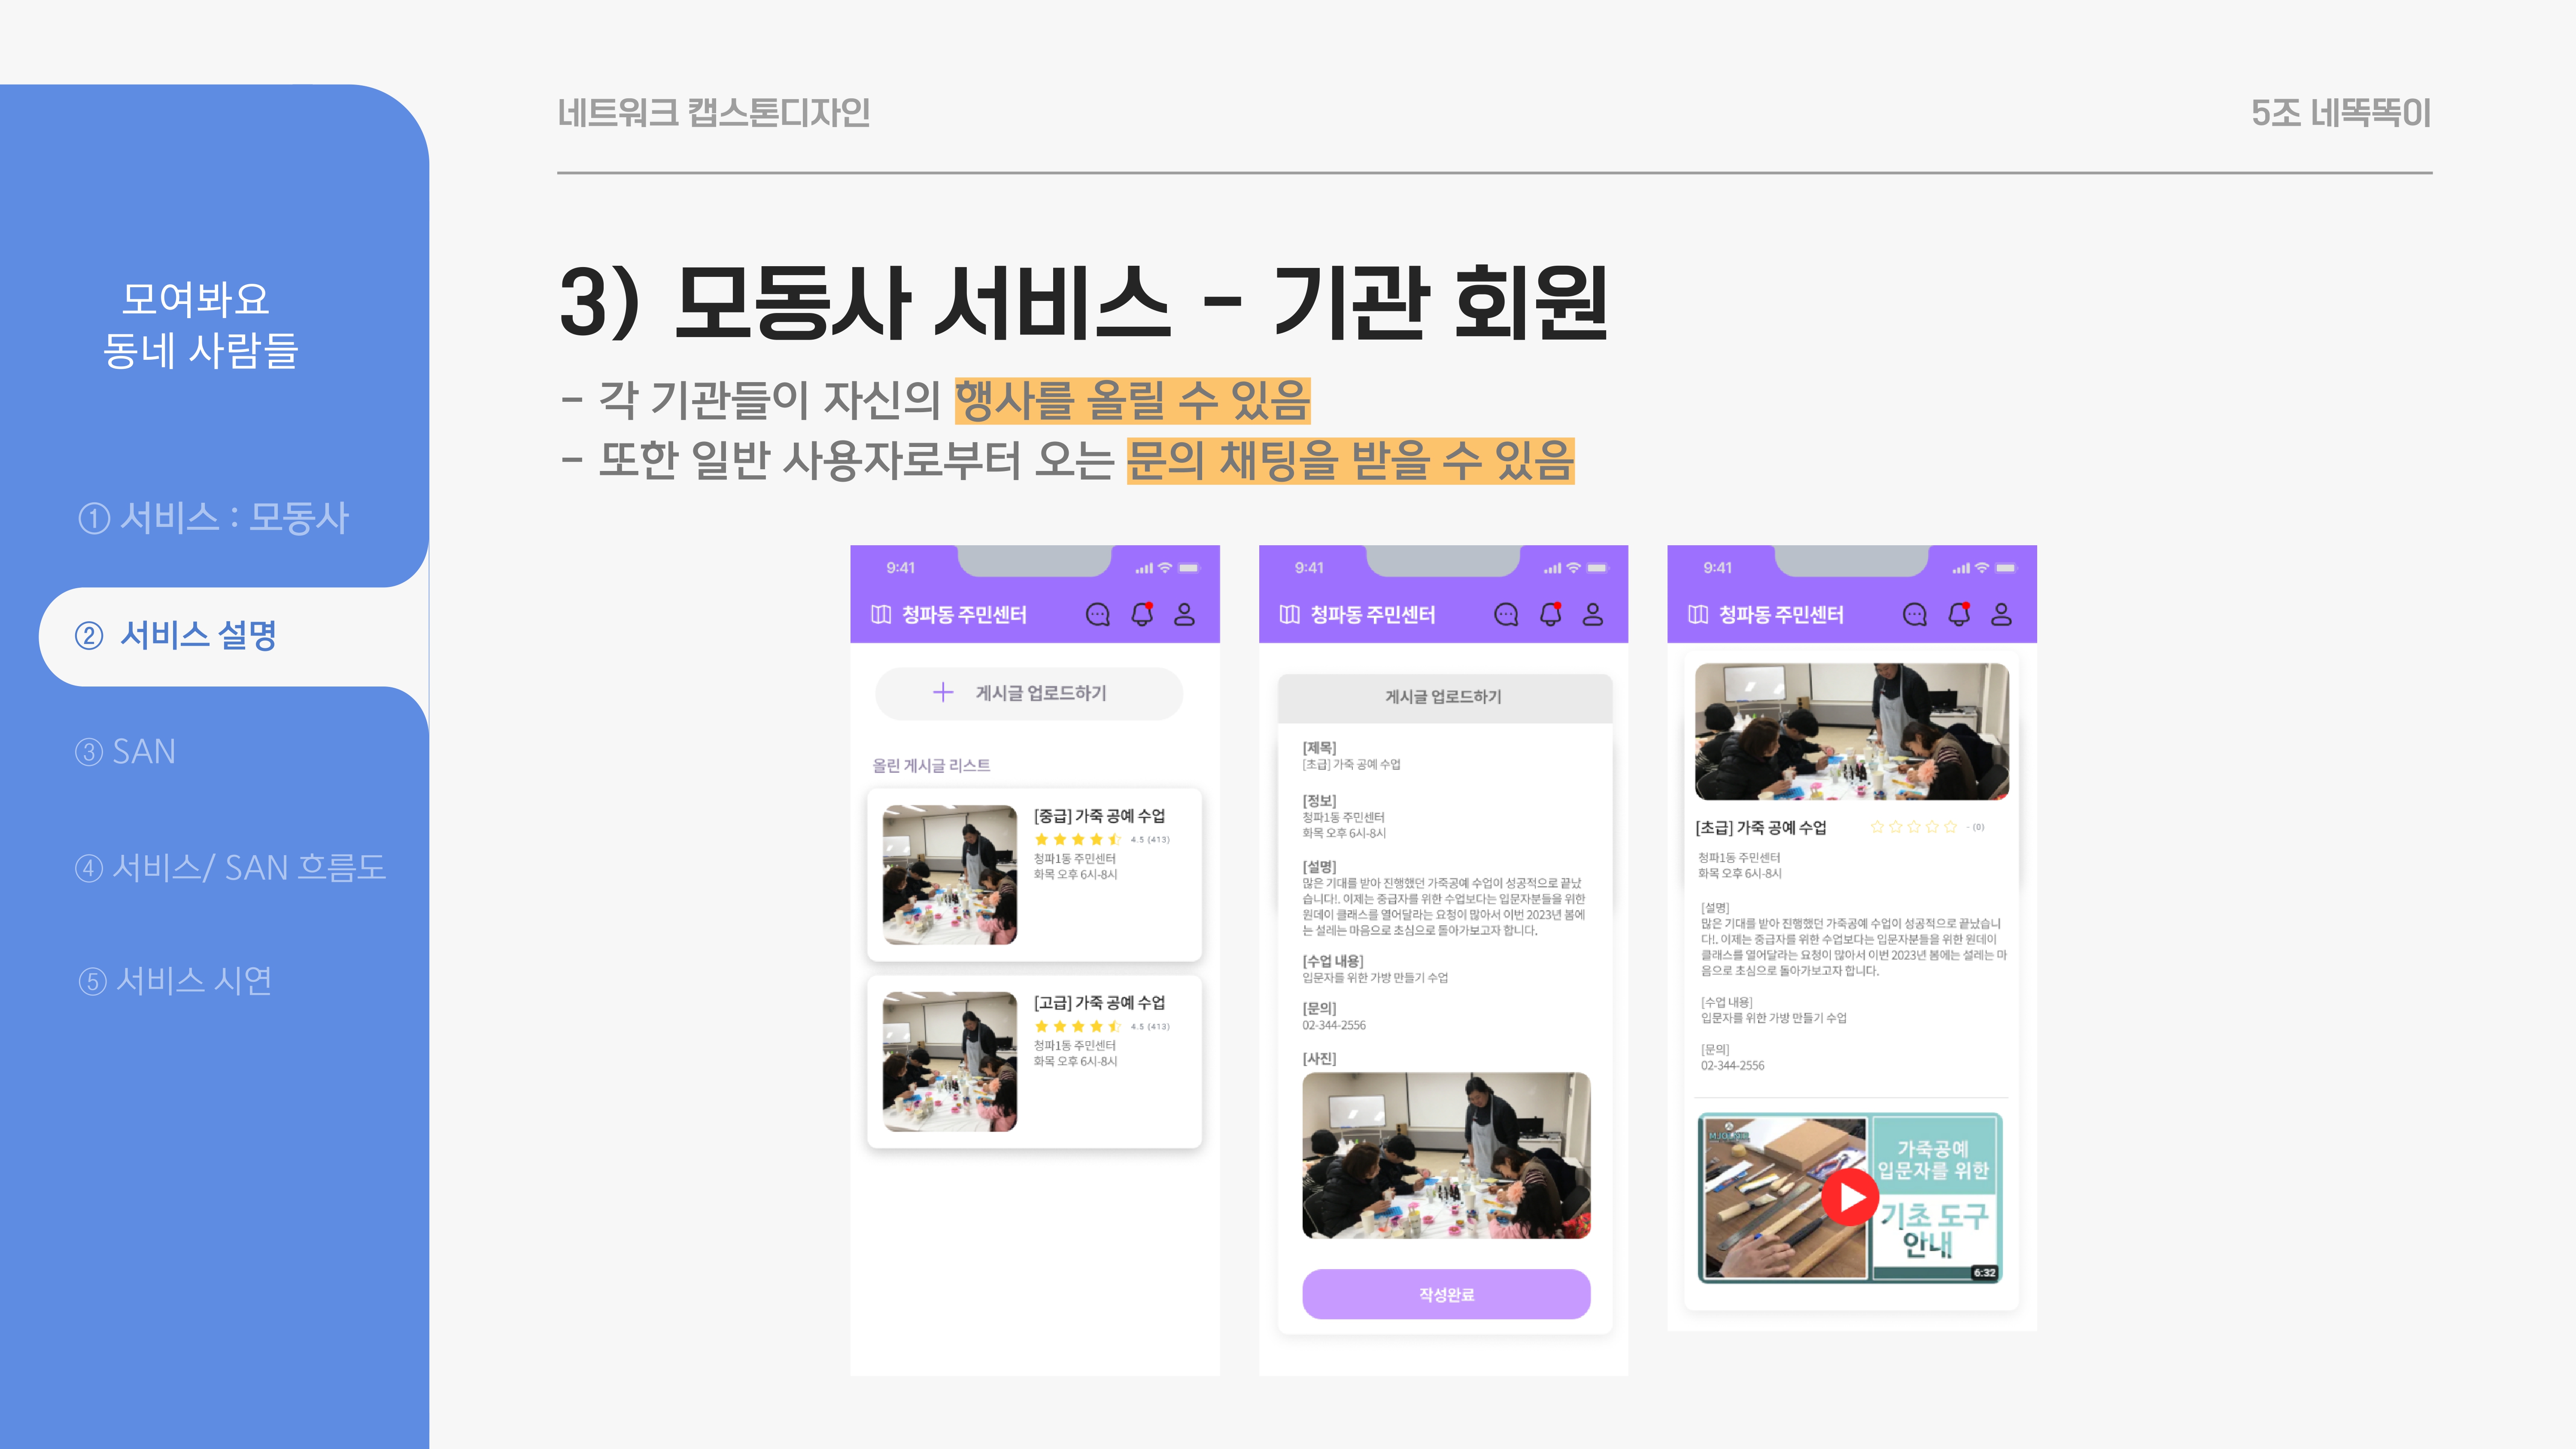 네트워크 캡스톤디자인
5조 네똑똑이
모여봐요
동네 사람들
① 서비스 : 모동사
② 서비스 설명
③ SAN
④ 서비스/ SAN 흐름도
⑤ 서비스 시연
3) 모동사 서비스 - 기관 회원
- 각 기관들이 자신의 행사를 올릴 수 있음
- 또한 일반 사용자로부터 오는 문의 채팅을 받을 수 있음
9:41
청파동 주민센터
+ 게시글 업로드하기
올린 게시글 리스트
[중급] 가죽 공예 수업
4.5 (413)
청파1동 주민센터
화목 오후 6시-8시
[고급] 가죽 공예 수업
4.5 (413)
청파1동 주민센터
화목 오후 6시-8시
9:41
청파동 주민센터
게시글 업로드하기
[제목]
[초급] 가죽 공예 수업
[정보]
청파1동 주민센터
화목 오후 6시-8시
[설명]
많은 기대를 받아 진행했던 가죽공예 수업이 성공적으로 끝났
습니다!. 이제는 중급자를 위한 수업보다는 입문자분들을 위한
원데이 클래스를 열어달라는 요청이 많아서 이번 2023년 봄에
는 설레는 마음으로 초심으로 돌아가보고자 합니다.
[수업 내용]
입문자를 위한 가방 만들기 수업
[문의]
02-344-2556
[사진]
작성완료
9:41
청파동 주민센터
[초급] 가죽 공예 수업
- (0)
청파1동 주민센터
화목 오후 6시-8시
[설명]
많은 기대를 받아 진행했던 가죽공예 수업이 성공적으로 끝났습니
다!. 이제는 중급자를 위한 수업보다는 입문자분들을 위한 원데이
클래스를 열어달라는 요청이 많아서 이번 2023년 봄에는 설레는 마
음으로 초심으로 돌아가보고자 합니다.
[수업 내용]
입문자를 위한 가방 만들기 수업
[문의]
02-344-2556
가죽공예
입문자를 위한
기초 도구
안내
6:32